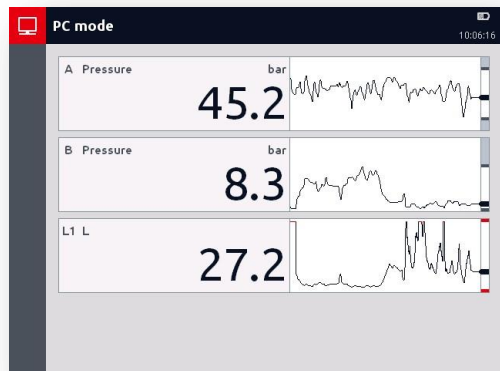 PC mode
10:06:16
A Pressure bar
45.2
B Pressure bar
8.3
L1 L
27.2